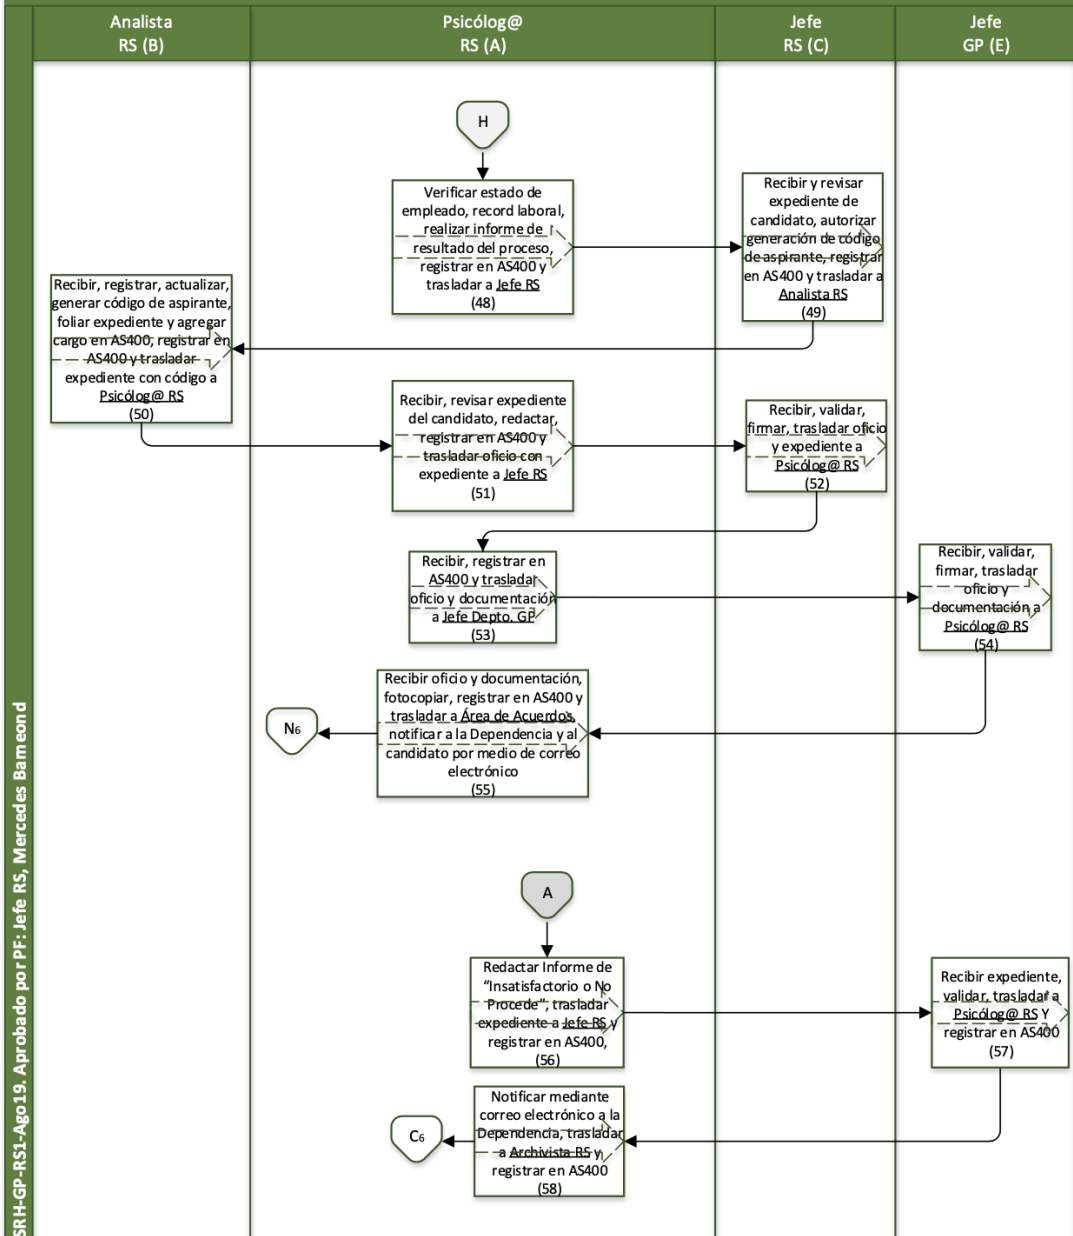 Analista
RS (B)
Psicólog@
RS (A)
Jefe
RS (C)
Jefe
GP (E)
H
Verificar estado de
empleado, record laboral,
realizar informe de
resultado del proceso,
registrar en AS400 y
trasladar a Jefe RS
(48)
Recibir y revisar
expediente de
candidato, autorizar
generación de código
de aspirante, registrar
en AS400 y trasladar a
Analista RS
(49)
Recibir, registrar, actualizar,
generar código de aspirante,
foliar expediente y agregar
cargo en AS400, registrar en
AS400 y trasladar
expediente con código a
Psicólog@ RS
(50)
Recibir, revisar expediente
del candidato, redactar,
registrar en AS400 y
trasladar oficio con
expediente a Jefe RS
(51)
Recibir, validar,
firmar, trasladar oficio
y expediente a
Psicólog@ RS
(52)
Recibir, registrar en
AS400 y trasladar
oficio y documentación
a Jefe Depto. GP
(53)
Recibir, validar,
firmar, trasladar
oficio y
documentación a
Psicólog@ RS
(54)
Recibir oficio y documentación,
fotocopiar, registrar en AS400 y
trasladar a Área de Acuerdos,
notificar a la Dependencia y al
candidato por medio de correo
electrónico
(55)
N6
A
Redactar Informe de
“Insatisfactorio o No
Procede”, trasladar
expediente a Jefe RS y
registrar en AS400,
(56)
Recibir expediente,
validar, trasladar a
Psicólog@ RS Y
registrar en AS400
(57)
Notificar mediante
correo electrónico a la
Dependencia, trasladar
a Archivista RS y
registrar en AS400
(58)
C6
SRH-GP-RS1-Ago19. Aprobado por PF: Jefe RS, Mercedes Bameond